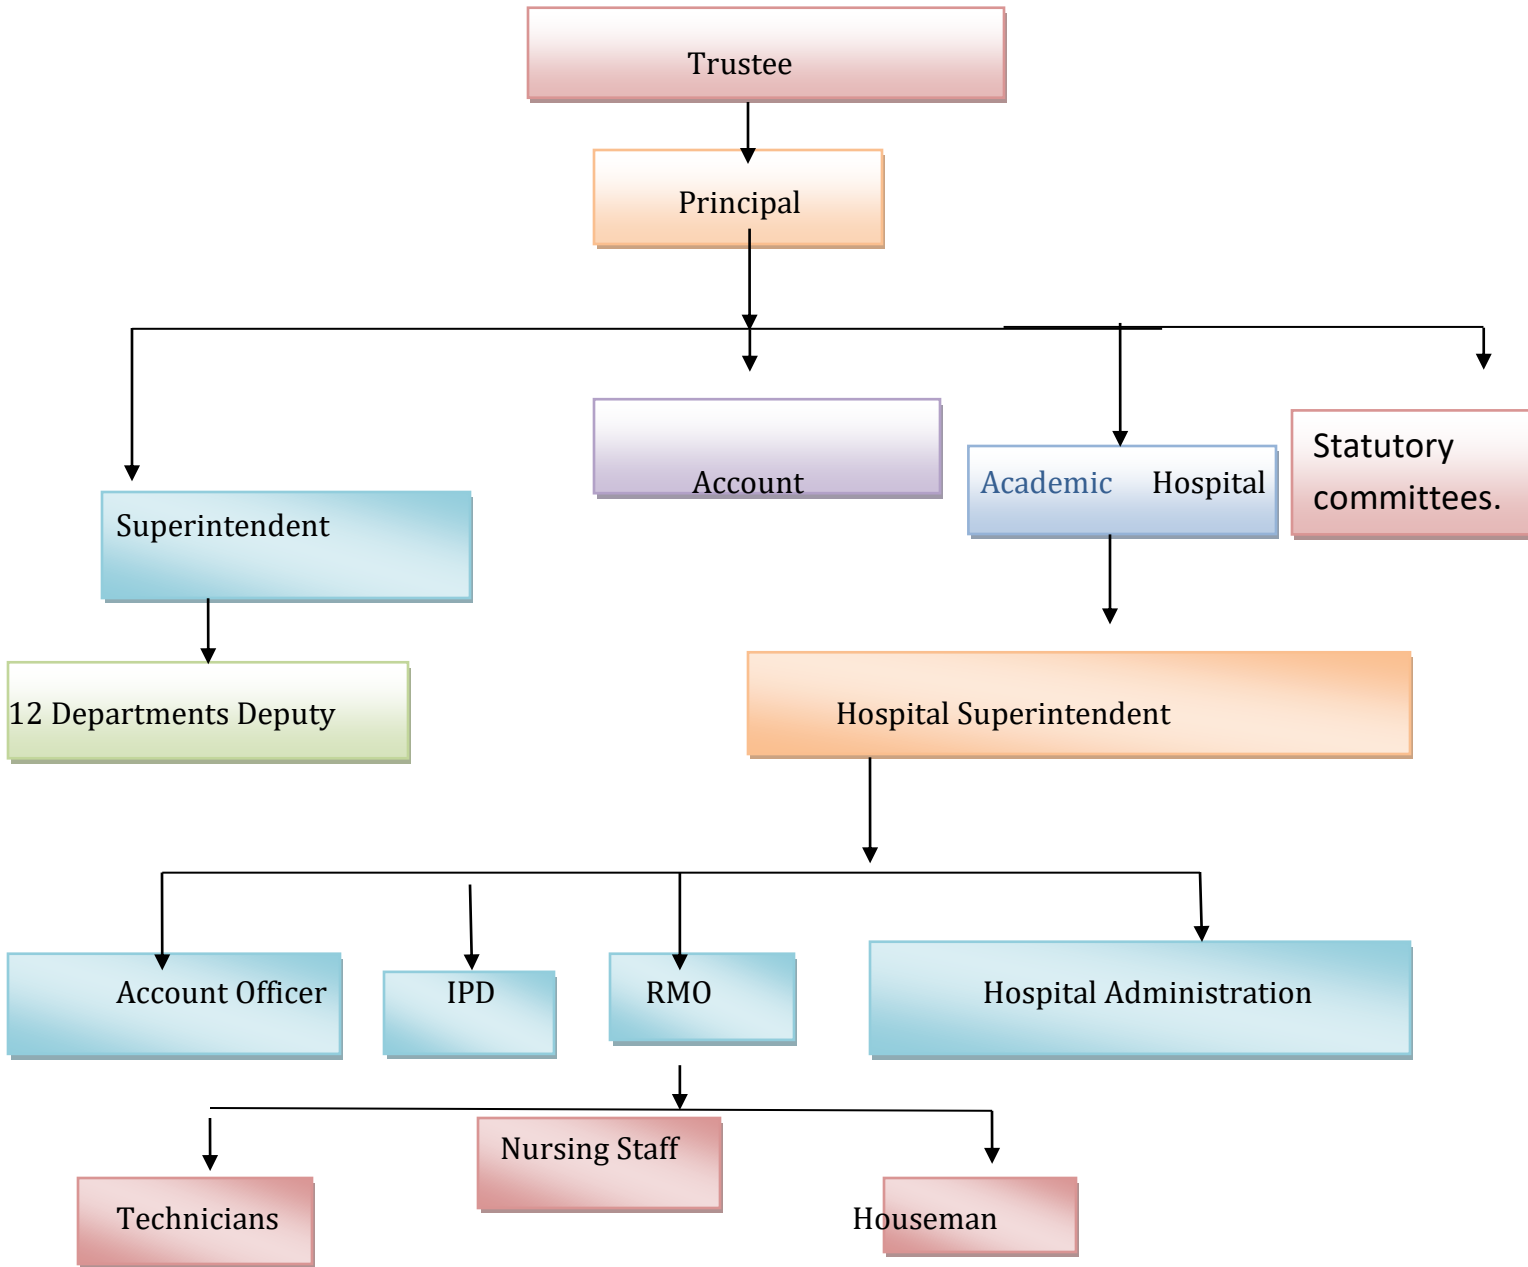 Trustee
Principal
Account
Academic Hospital
Statutory
committees.
Superintendent
12 Departments Deputy
Hospital Superintendent
Account Officer
IPD
RMO
Hospital Administration
Nursing Staff
Technicians
Houseman